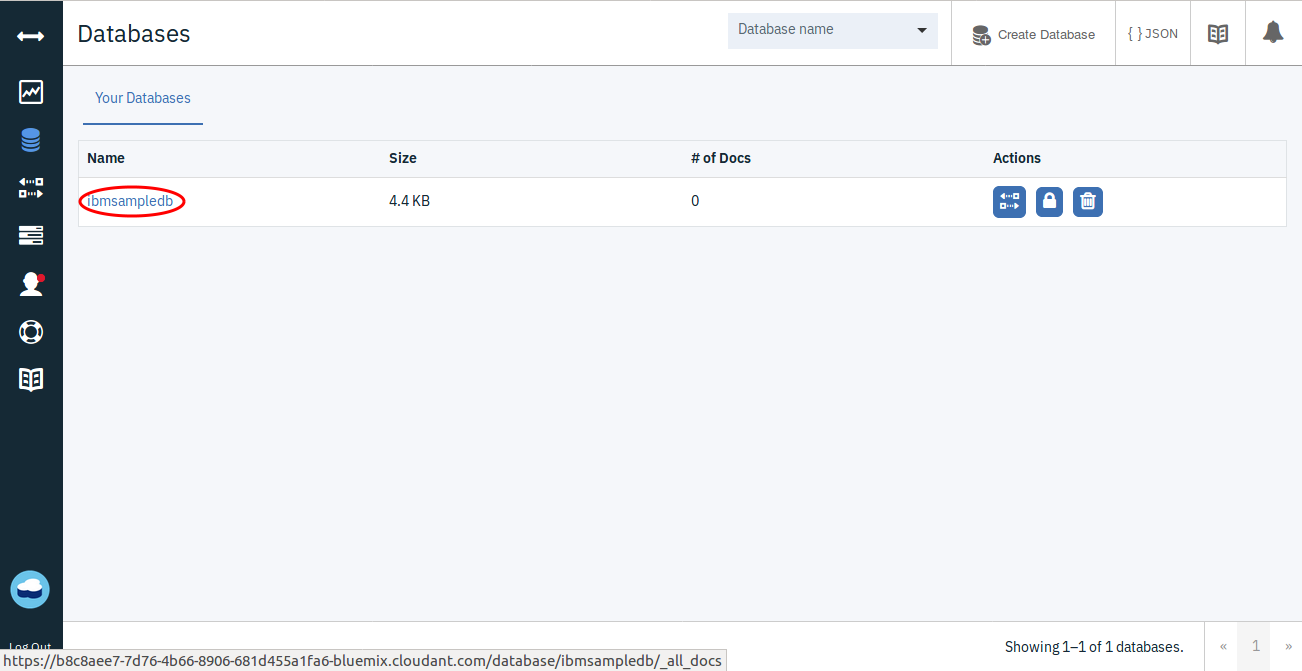 Databases
Database name
Create Database
{ } JSON
Your Databases
Name Size # of Docs Actions
ibmsampledb 4.4 KB 0
Log Out
Showing 1–1 of 1 databases.
« 1 »
https://b8c8aee7-7d76-4b66-8906-681d455a1fa6-bluemix.cloudant.com/database/ibmsampledb/_all_docs